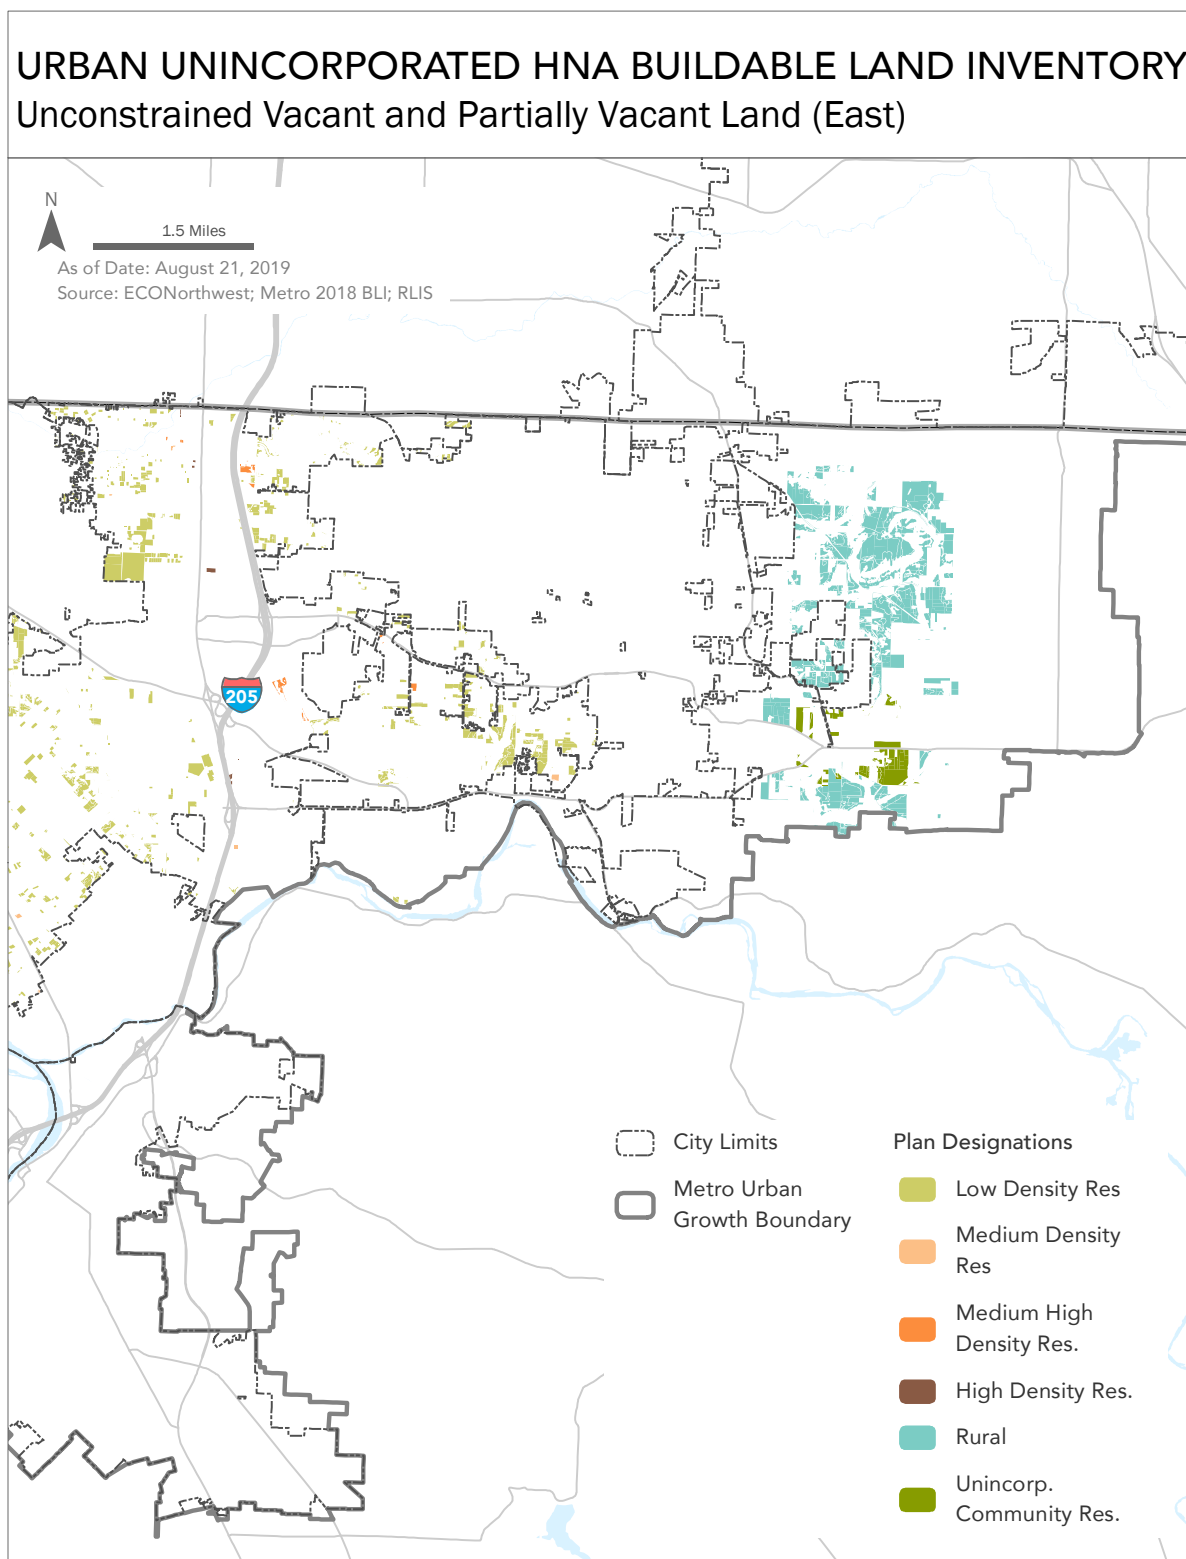 URBAN UNINCORPORATED HNA BUILDABLE LAND INVENTORY
Unconstrained Vacant and Partially Vacant Land (East)
N
1.5 Miles
As of Date: August 21, 2019
Source: ECONorthwest; Metro 2018 BLI; RLIS
205
City Limits
Metro Urban
Growth Boundary
Plan Designations
Low Density Res
Medium Density
Res
Medium High
Density Res.
High Density Res.
Rural
Unincorp.
Community Res.